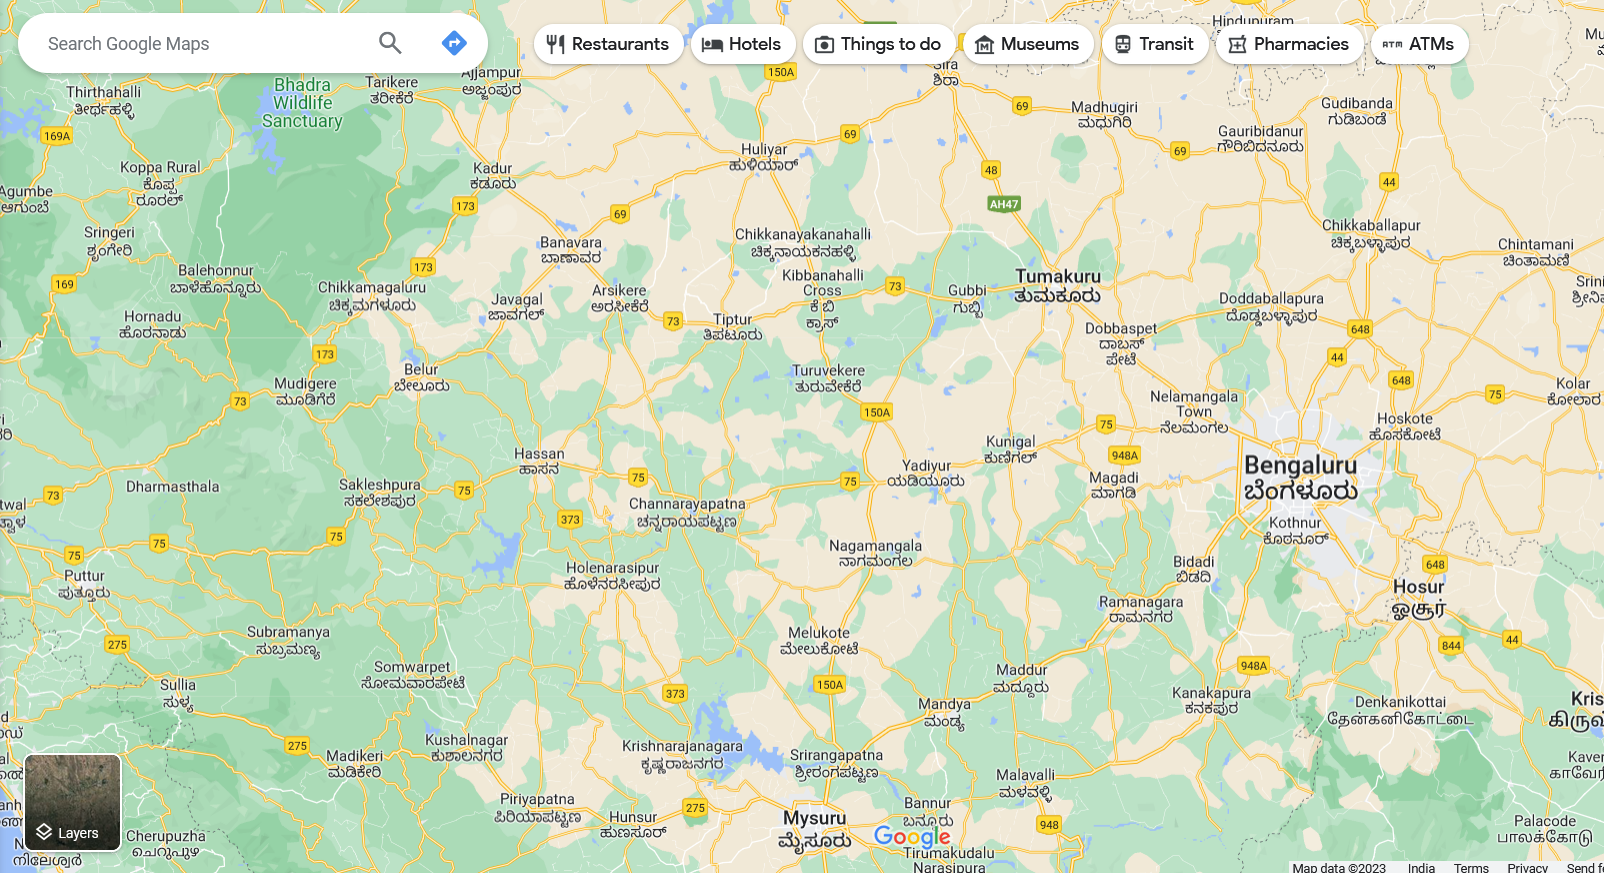 Search Google Maps
Restaurants
Hotels
Things to do
Museums
Transit
Pharmacies
ATMs
Hindupuram
Bhadra
Wildlife
Sanctuary
Tarikere
ತರೀಕೆರೆ
Ajjampur
ಅಜ್ಜಂಪುರ
150A
Sira
ಶಿರಾ
69
Madhugiri
ಮಧುಗಿರಿ
Gudibanda
ಗುಡಿಬಂಡೆ
Thirthahalli
ತೀರ್ಥಹಳ್ಳಿ
169A
Koppa Rural
ಕೊಪ್ಪ
ರೂರಲ್
Kadur
ಕಡೂರು
Huliyar
ಹುಳಿಯಾರ್
69
48
69
Gauribidanur
ಗೌರಿಬಿದನೂರು
44
Agumbe
ಆಗುಂಬೆ
173
69
AH47
Sringeri
ಶೃಂಗೇರಿ
Banavara
ಬಾಣಾವರ
Chikkanayakanahalli
ಚಿಕ್ಕನಾಯಕನಹಳ್ಳಿ
Chikkaballapur
ಚಿಕ್ಕಬಳ್ಳಾಪುರ
Chintamani
ಚಿಂತಾಮಣಿ
169
Balehonnur
ಬಾಳೆಹೊನ್ನೂರು
173
Chikkamagaluru
ಚಿಕ್ಕಮಗಳೂರು
Javagal
ಜಾವಗಲ್
Arsikere
ಅರಸೀಕೆರೆ
Kibbanahalli
Cross
ಕೆ ಬಿ
ಕ್ರಾಸ್
73
Gubbi
ಗುಬ್ಬಿ
Tumakuru
ತುಮಕೂರು
Doddaballapura
ದೊಡ್ಡಬಳ್ಳಾಪುರ
Hornadu
ಹೊರನಾಡು
73
Tiptur
ತಿಪಟೂರು
Dobbaspet
ದಾಬಸ್
ಪೇಟೆ
648
173
Belur
ಬೇಲೂರು
44
Mudigere
ಮೂಡಿಗೆರೆ
73
Turuvekere
ತುರುವೇಕೆರೆ
150A
Nelamangala
Town
ನೆಲಮಂಗಲ
648
75
Kolar
ಕೋಲಾರ
Hoskote
ಹೊಸಕೋಟೆ
75
Kunigal
ಕುಣಿಗಲ್
948A
Hassan
ಹಾಸನ
75
75
Yadiyur
ಯಡಿಯೂರು
Magadi
ಮಾಗಡಿ
Bengaluru
ಬೆಂಗಳೂರು
73
Dharmasthala
Sakleshpura
ಸಕಲೇಶಪುರ
75
Channarayapatna
ಚನ್ನರಾಯಪಟ್ಟಣ
373
Kothnur
ಕೊಠನೂರ್
75
75
75
Nagamangala
ನಾಗಮಂಗಲ
Puttur
ಪುತ್ತೂರು
Holenarasipur
ಹೊಳೆನರಸೀಪುರ
Bidadi
ಬಿಡದಿ
648
Hosur
ஓசூர்
Ramanagara
ರಾಮನಗರ
275
Subramanya
ಸುಬ್ರಮಣ್ಯ
Melukote
ಮೇಲುಕೋಟೆ
844
44
Somwarpet
ಸೋಮವಾರಪೇಟೆ
Maddur
ಮದ್ದೂರು
948A
Sullia
ಸುಳ್ಯ
373
150A
Mandya
ಮಂಡ್ಯ
Kanakapura
ಕನಕಪುರ
Denkanikottai
தேன்கனிகோட்டை
275
Madikeri
ಮಡಿಕೇರಿ
Kushalnagar
ಕುಶಾಲನಗರ
Krishnarajanagara
ಕೃಷ್ಣರಾಜನಗರ
Srirangapatna
ಶ್ರೀರಂಗಪಟ್ಟಣ
Malavalli
ಮಳವಳ್ಳಿ
Piriyapatna
ಪಿರಿಯಾಪಟ್ಟಣ
275
Hunsur
ಹುಣಸೂರ್
Mysuru
ಮೈಸೂರು
Bannur
ಬನ್ನೂರು
Google
948
Palacode
பாலக்கோடு
Layers
Cherupuzha
ചെറുപുഴ
നീലേശ്വർ
Tirumakudalu
Narasipura
Map data ©2023
India
Terms
Privacy